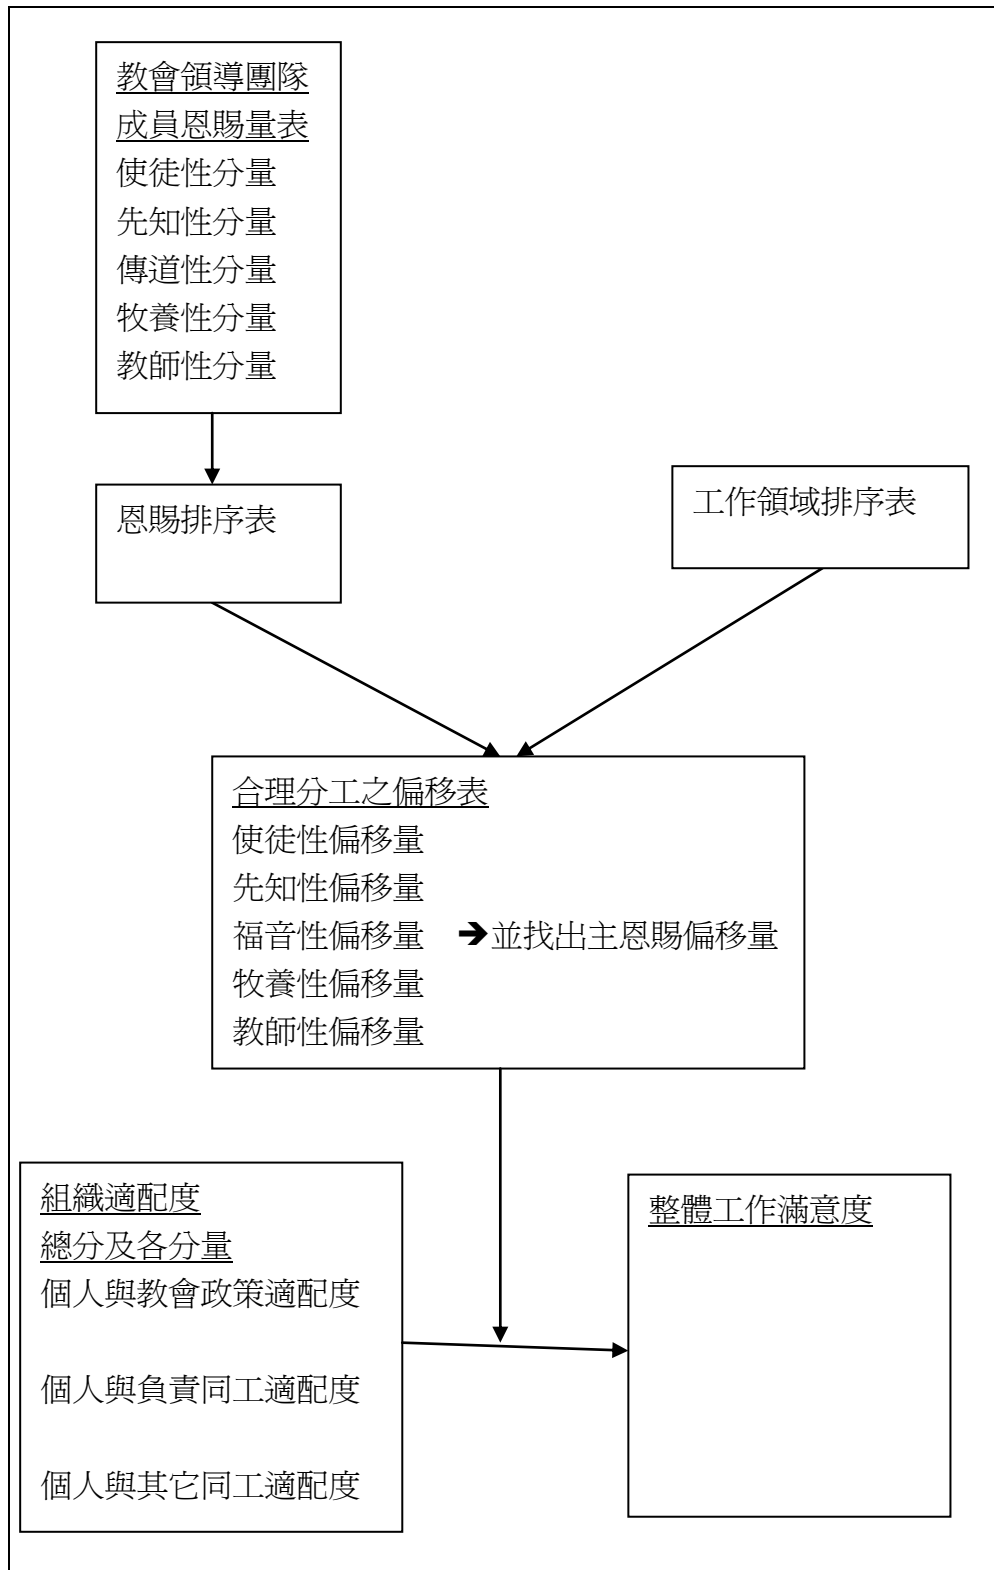 教會領導團隊
成員恩賜量表
使徒性分量
先知性分量
傳道性分量
牧養性分量
教師性分量
恩賜排序表
工作領域排序表
合理分工之偏移表
使徒性偏移量
先知性偏移量
福音性偏移量 ➔並找出主恩賜偏移量
牧養性偏移量
教師性偏移量
組織適配度
總分及各分量
個人與教會政策適配度
個人與負責同工適配度
個人與其它同工適配度
整體工作滿意度